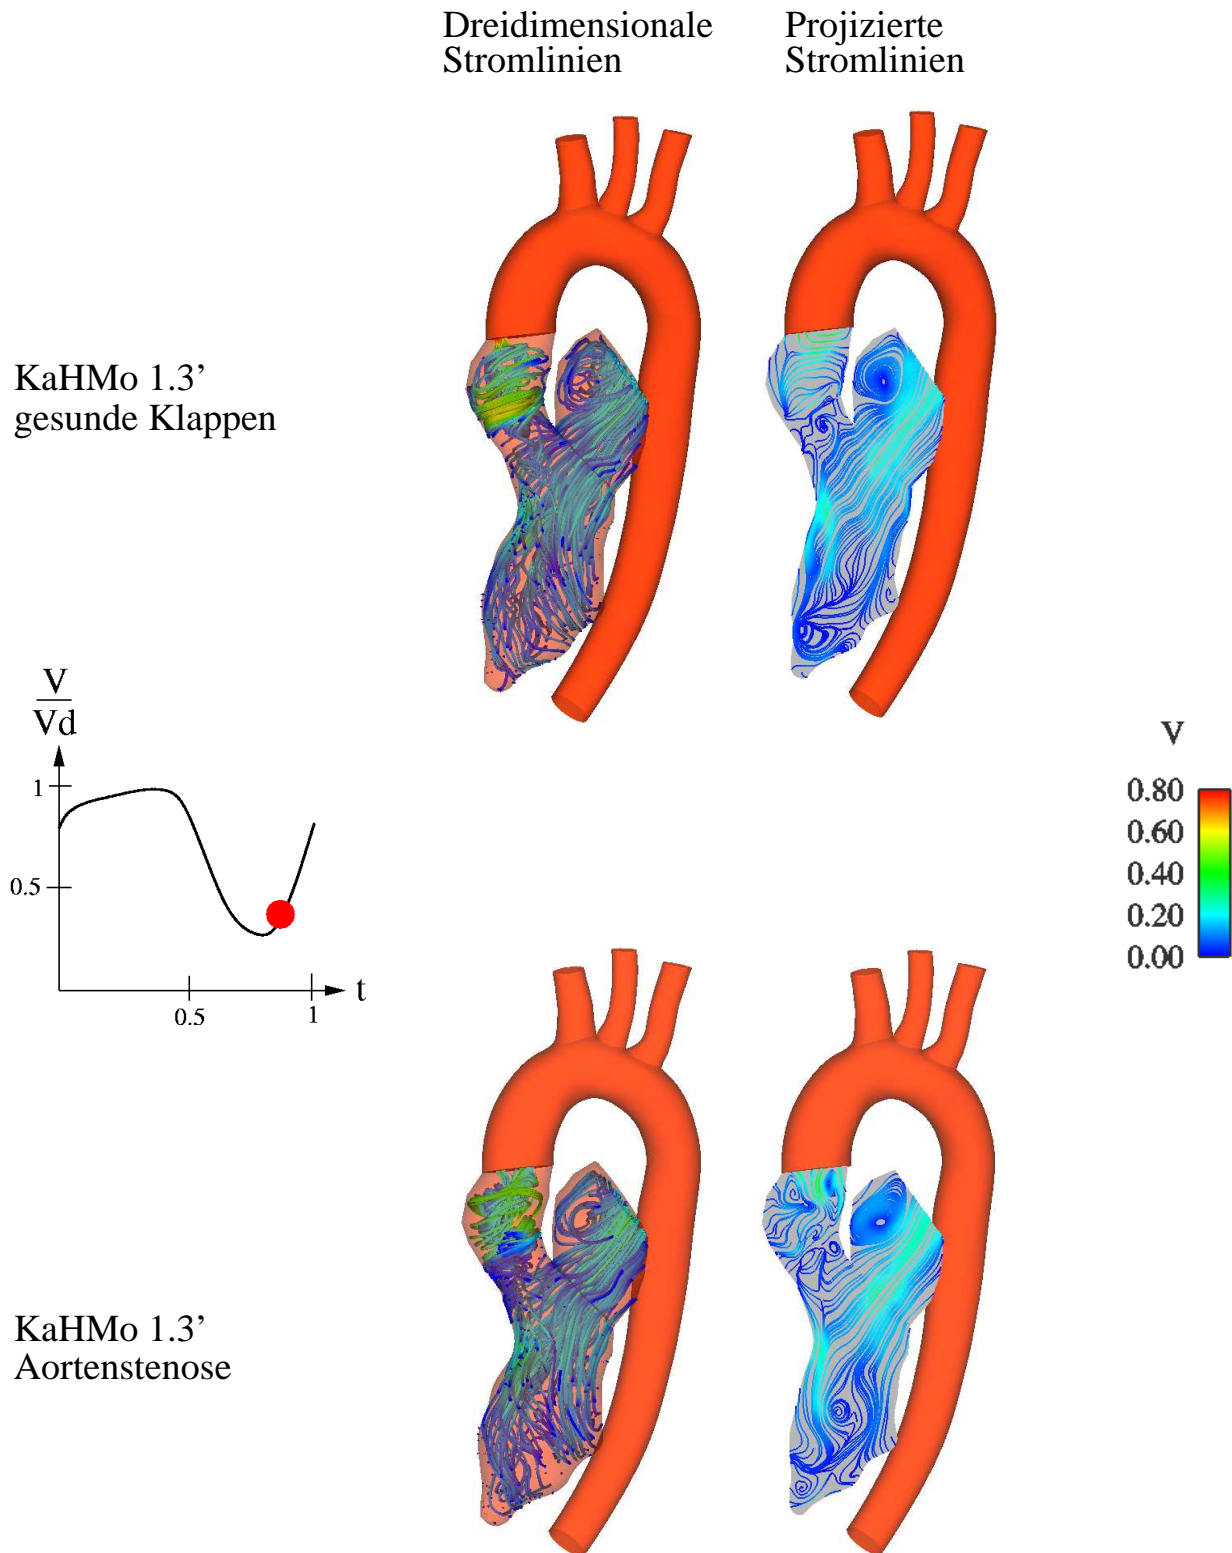 Dreidimensionale
Stromlinien
Projizierte
Stromlinien
KaHMo 1.3’
gesunde Klappen
V
Vd
1
0.5
0.5
1
t
V
0.80
0.60
0.40
0.20
0.00
KaHMo 1.3’
Aortenstenose